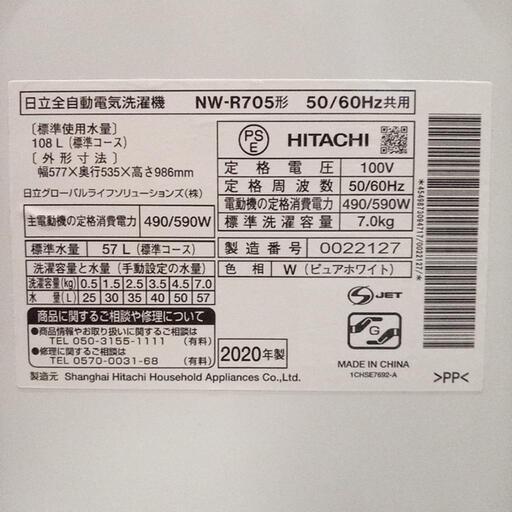 日立全自動電気洗濯機 NW-R705形 50/60Hz共用
〔標準使用水量〕
108 L (標準コース)
〔外形寸法〕
幅577×奥行535×高さ986mm
日立グローバルライフソリューションズ(株)
主電動機の定格消費電力 490/590W
標準水量 57 L (標準コース)
洗濯容量と水量 (手動設定の水量)
洗濯容量(kg) 0.5 1.5 2.5 3.5 4.5 7.0
水量(L) 25 30 35 40 50 57
商品に関するご相談や修理について
●商品情報やお取り扱いに関するご相談は
TEL 050-3155-1111 (有料)
●修理に関するご相談は
TEL 0570-0031-68 (有料)
製造元 Shanghai Hitachi Household Appliances Co.,Ltd.
PS
E
HITACHI
定格電圧 100V
定格周波数 50/60Hz
電動機の定格消費電力 490/590W
標準洗濯容量 7.0kg
製造番号 0022127
色相 W (ピュアホワイト)
2020年製
S JET
G
MADE IN CHINA
1CHSE7692-A
>PP<